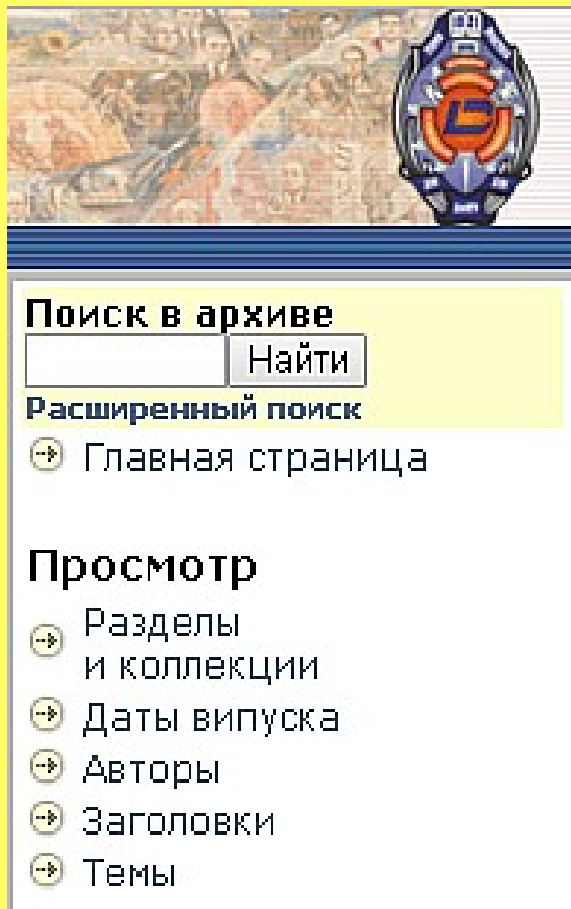 Поиск в архиве
Найти
Расширенный поиск
Главная страница
Просмотр
Разделы
и коллекции
Даты випуска
Авторы
Заголовки
Темы